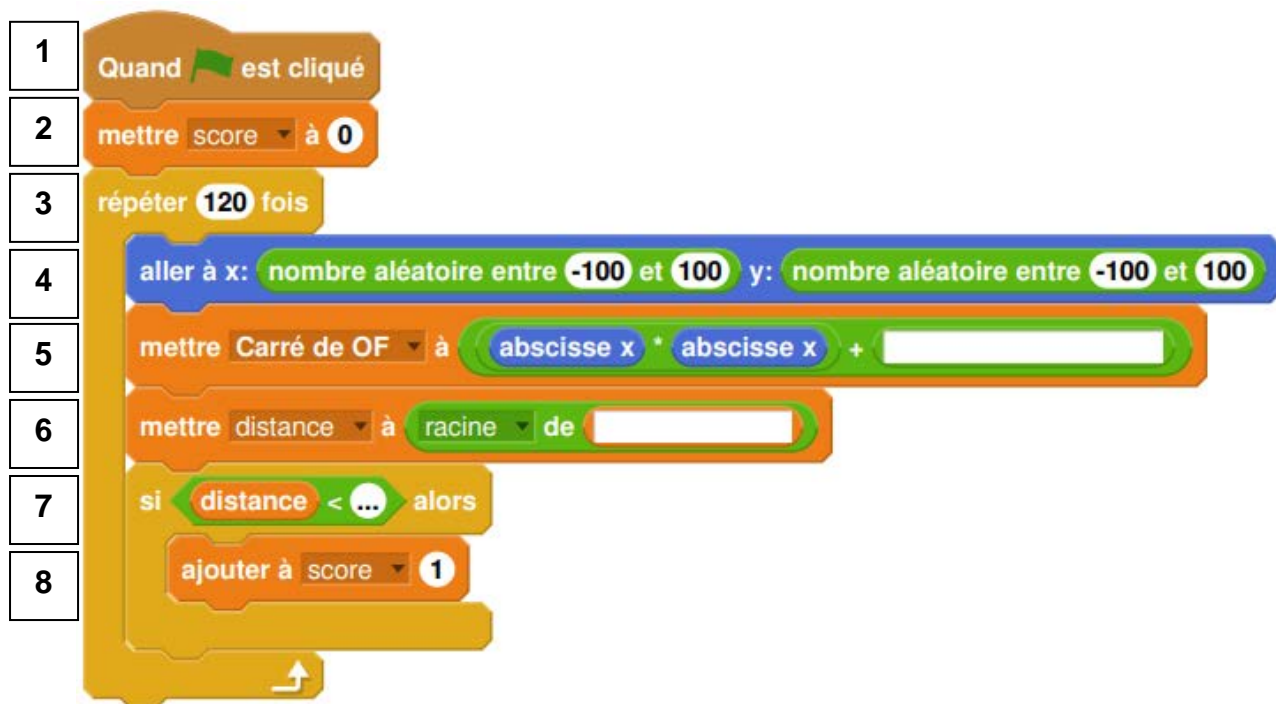 1 Quand est cliqué
2 mettre score à 0
3 répéter 120 fois
4 aller à x: nombre aléatoire entre -100 et 100 y: nombre aléatoire entre -100 et 100
5 mettre Carré de OF à abscisse x * abscisse x +
6 mettre distance à racine de
7 si distance < ... alors
8 ajouter à score 1